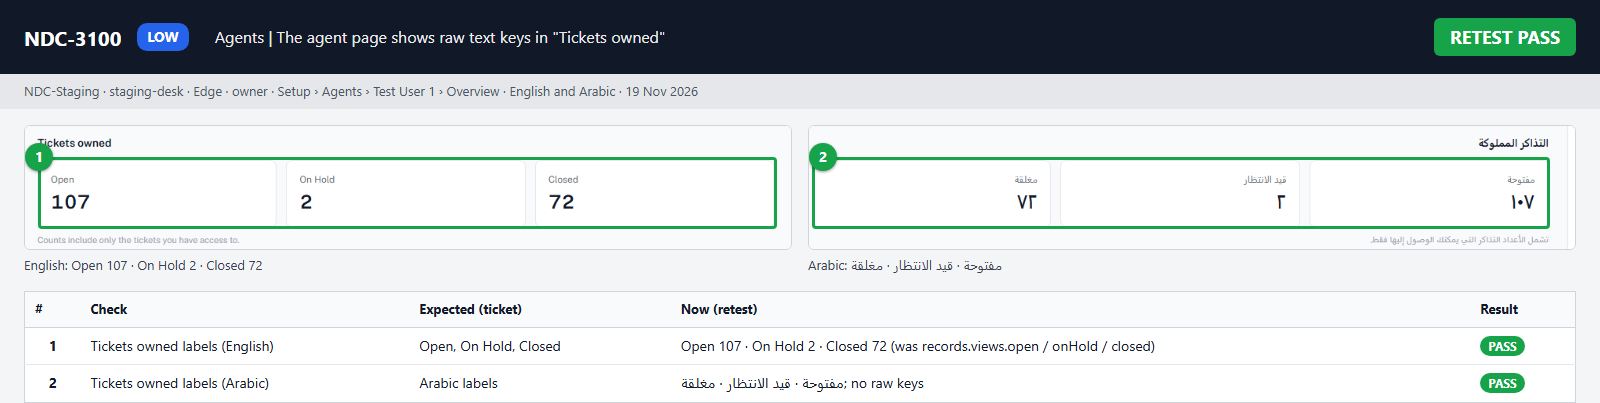 NDC-3100 LOW Agents | The agent page shows raw text keys in "Tickets owned" RETEST PASS
NDC-Staging · staging-desk · Edge · owner · Setup › Agents › Test User 1 › Overview · English and Arabic · 19 Nov 2026
Tickets owned
1
Open
107
On Hold
2
Closed
72
Counts include only the tickets you have access to.
English: Open 107 · On Hold 2 · Closed 72
التذاكر المملوكة
2
مفتوحة
١٠٧
قيد الانتظار
٢
مغلقة
٧٢
تشمل الأعداد التذاكر التي يمكنك الوصول إليها فقط.
Arabic: مفتوحة · قيد الانتظار · مغلقة
# Check Expected (ticket) Now (retest) Result
1 Tickets owned labels (English) Open, On Hold, Closed Open 107 · On Hold 2 · Closed 72 (was records.views.open / onHold / closed) PASS
2 Tickets owned labels (Arabic) Arabic labels مفتوحة · قيد الانتظار · مغلقة; no raw keys PASS